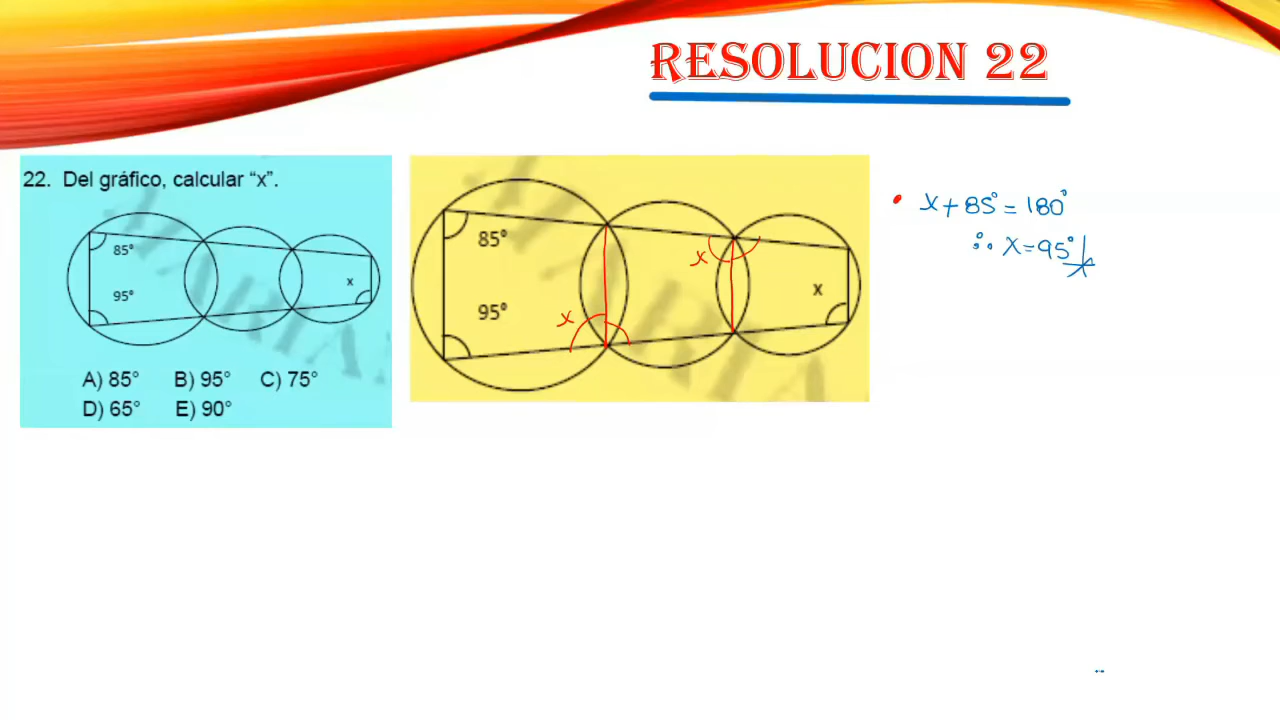 RESOLUCION 22
22. Del gráfico, calcular “x”.
85°
95°
x
A) 85° B) 95° C) 75°
D) 65° E) 90°
85°
x
x
95°
x
x + 85° = 180°
∴ x = 95°